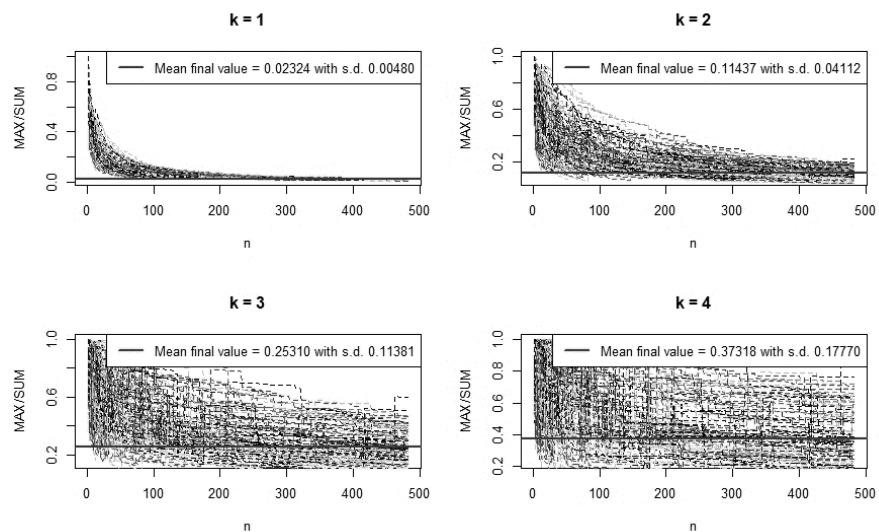 k = 1
Mean final value = 0.02324 with s.d. 0.00480
MAX/SUM
0.8
0.4
0.0
0 100 200 300 400 500
n
k = 2
Mean final value = 0.11437 with s.d. 0.04112
MAX/SUM
1.0
0.6
0.2
0 100 200 300 400 500
n
k = 3
Mean final value = 0.25310 with s.d. 0.11381
MAX/SUM
1.0
0.6
0.2
0 100 200 300 400 500
n
k = 4
Mean final value = 0.37318 with s.d. 0.17770
MAX/SUM
1.0
0.8
0.6
0.4
0.2
0 100 200 300 400 500
n